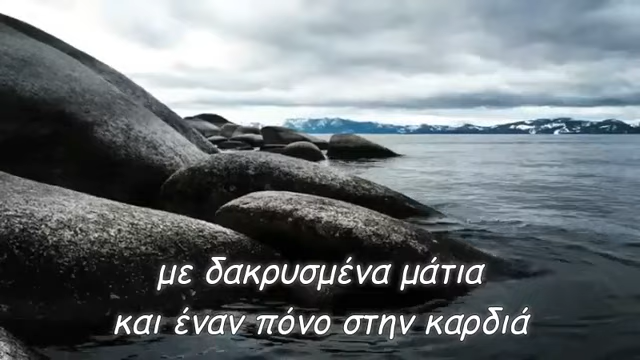 με δακρυσμένα μάτια
και έναν πόνο στην καρδιά